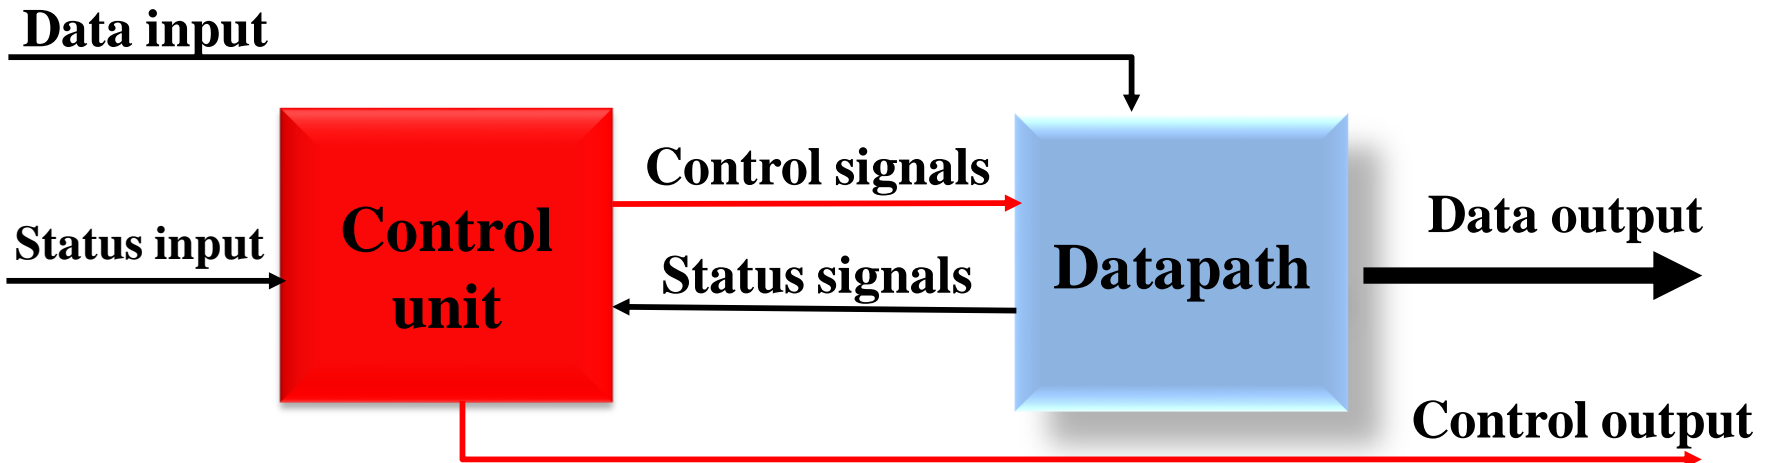 Data input
Control signals
Control
unit
Status input
Status signals
Datapath
Data output
Control output